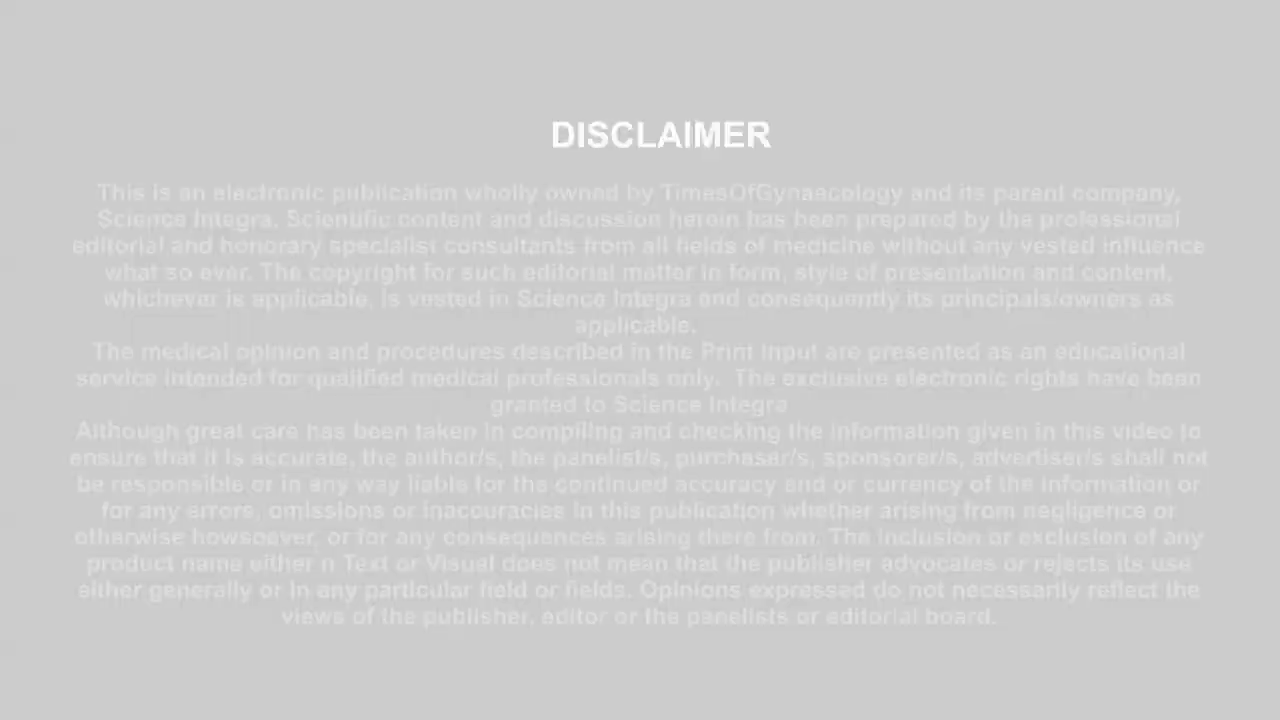 DISCLAIMER
This is an electronic publication wholly owned by TimesOfGynaecology and its parent company,
Science Integra. Scientific content and discussion herein has been prepared by the professional
editorial and honorary specialist consultants from all fields of medicine without any vested influence
what so ever. The copyright for such editorial matter in form, style of presentation and content,
whichever is applicable, is vested in Science Integra and consequently its principals/owners as
applicable.
The medical opinion and procedures described in the Print Input are presented as an educational
service intended for qualified medical professionals only. The exclusive electronic rights have been
granted to Science Integra
Although great care has been taken in compiling and checking the information given in this video to
ensure that it is accurate, the author/s, the panelist/s, purchaser/s, sponsorer/s, advertiser/s shall not
be responsible or in any way liable for the continued accuracy and or currency of the information or
for any errors, omissions or inaccuracies in this publication whether arising from negligence or
otherwise howsoever, or for any consequences arising there from. The inclusion or exclusion of any
product name either n Text or Visual does not mean that the publisher advocates or rejects its use
either generally or in any particular field or fields. Opinions expressed do not necessarily reflect the
views of the publisher, editor or the panelists or editorial board.